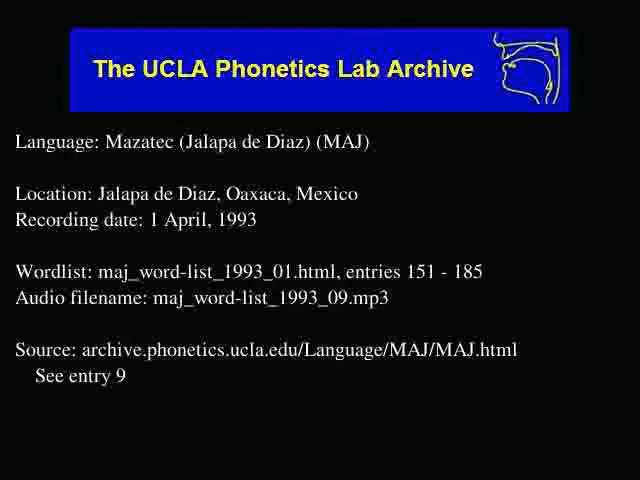 The UCLA Phonetics Lab Archive
Language: Mazatec (Jalapa de Diaz) (MAJ)
Location: Jalapa de Diaz, Oaxaca, Mexico
Recording date: 1 April, 1993
Wordlist: maj_word-list_1993_01.html, entries 151 - 185
Audio filename: maj_word-list_1993_09.mp3
Source: archive.phonetics.ucla.edu/Language/MAJ/MAJ.html
See entry 9